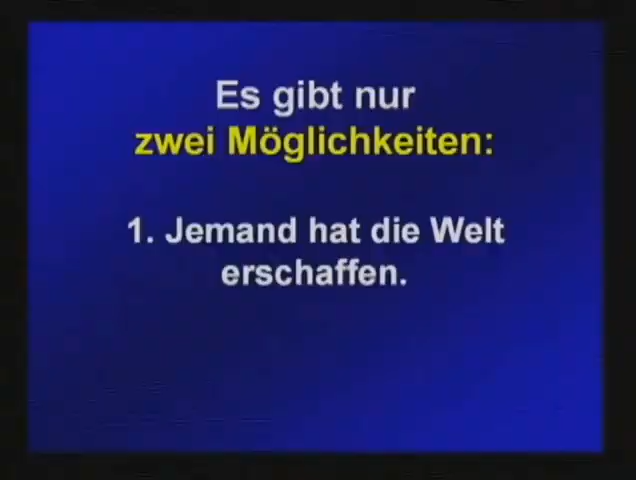 Es gibt nur
zwei Möglichkeiten:
1. Jemand hat die Welt
erschaffen.